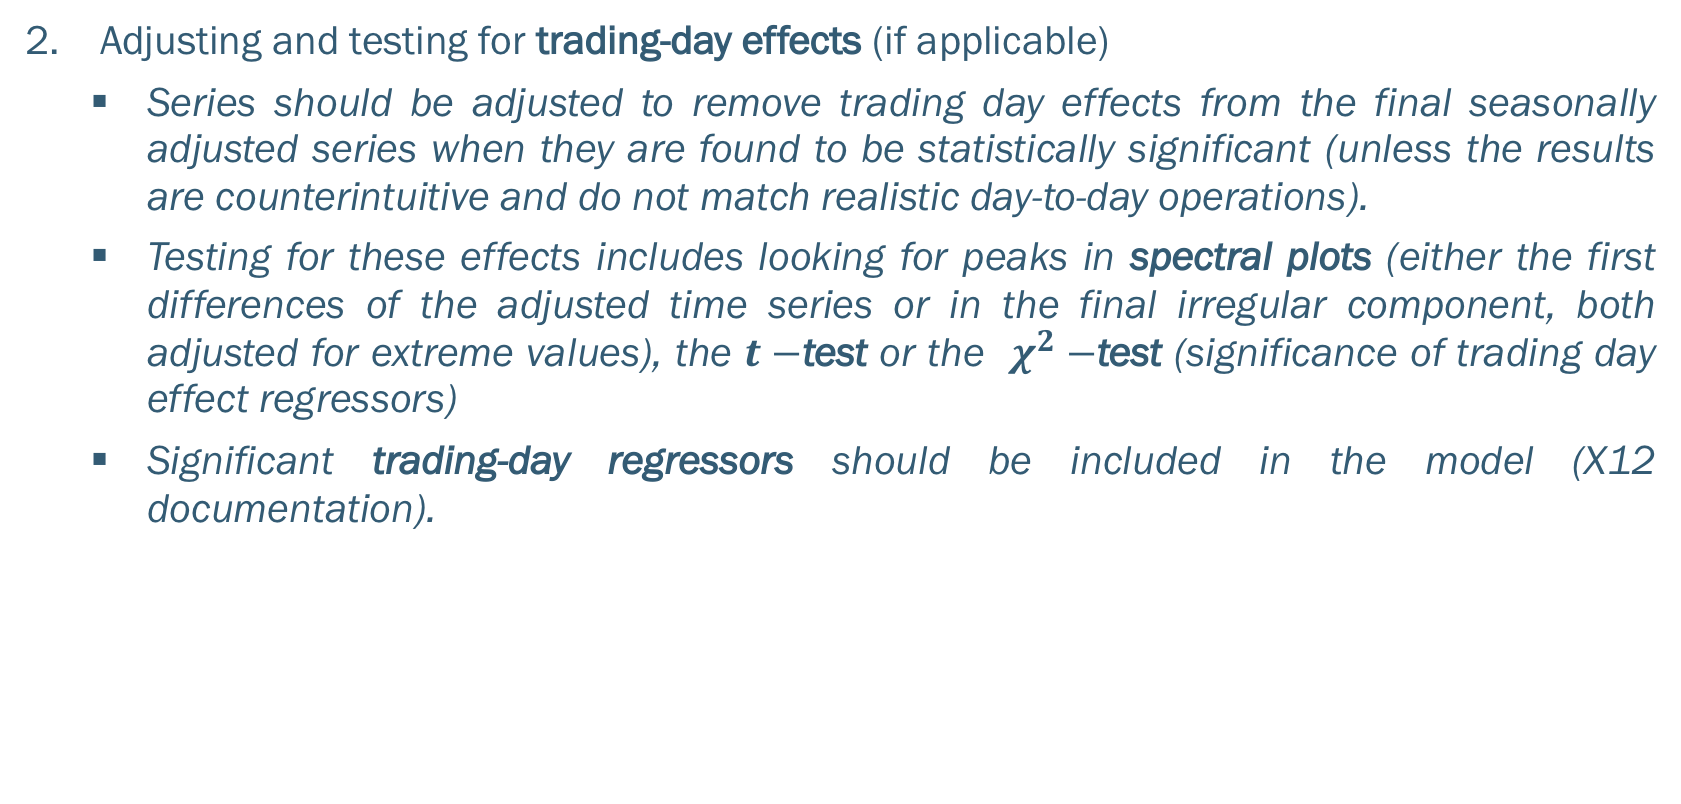 2. Adjusting and testing for trading-day effects (if applicable)
▪ Series should be adjusted to remove trading day effects from the final seasonally
adjusted series when they are found to be statistically significant (unless the results
are counterintuitive and do not match realistic day-to-day operations).
▪ Testing for these effects includes looking for peaks in spectral plots (either the first
differences of the adjusted time series or in the final irregular component, both
adjusted for extreme values), the t –test or the χ² –test (significance of trading day
effect regressors)
▪ Significant trading-day regressors should be included in the model (X12
documentation).